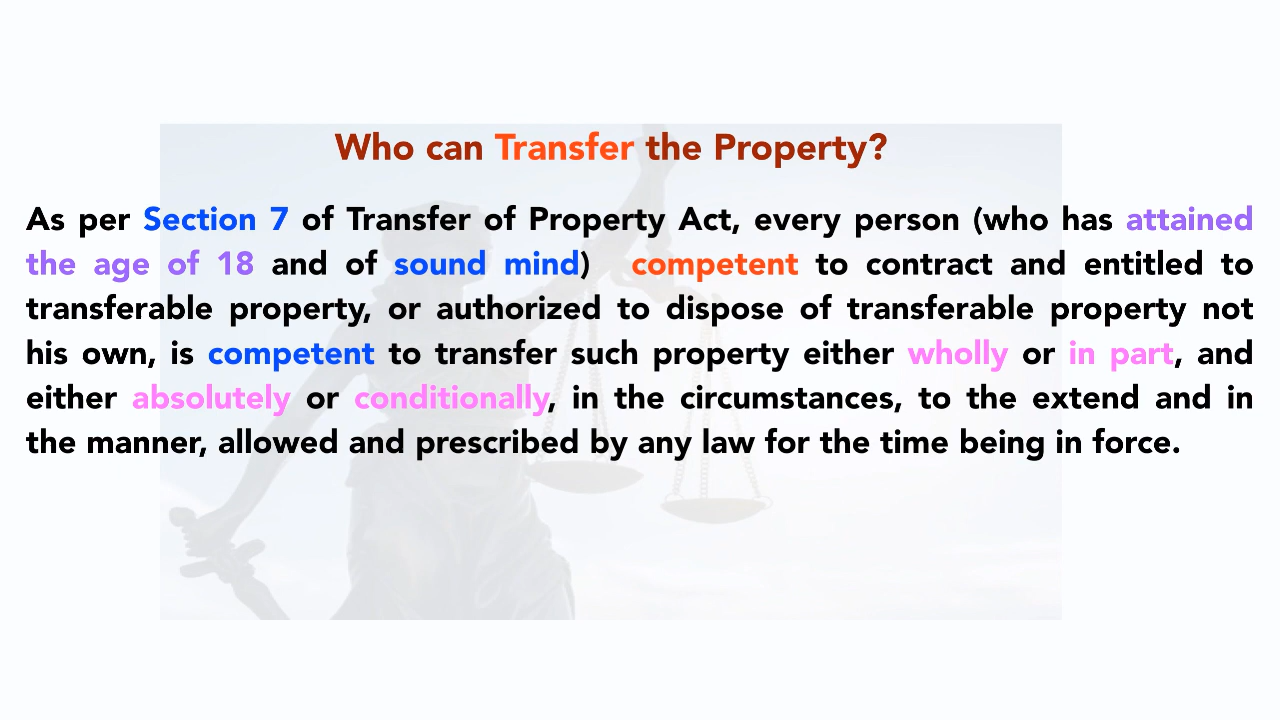 Who can Transfer the Property?
As per Section 7 of Transfer of Property Act, every person (who has attained
the age of 18 and of sound mind) competent to contract and entitled to
transferable property, or authorized to dispose of transferable property not
his own, is competent to transfer such property either wholly or in part, and
either absolutely or conditionally, in the circumstances, to the extend and in
the manner, allowed and prescribed by any law for the time being in force.